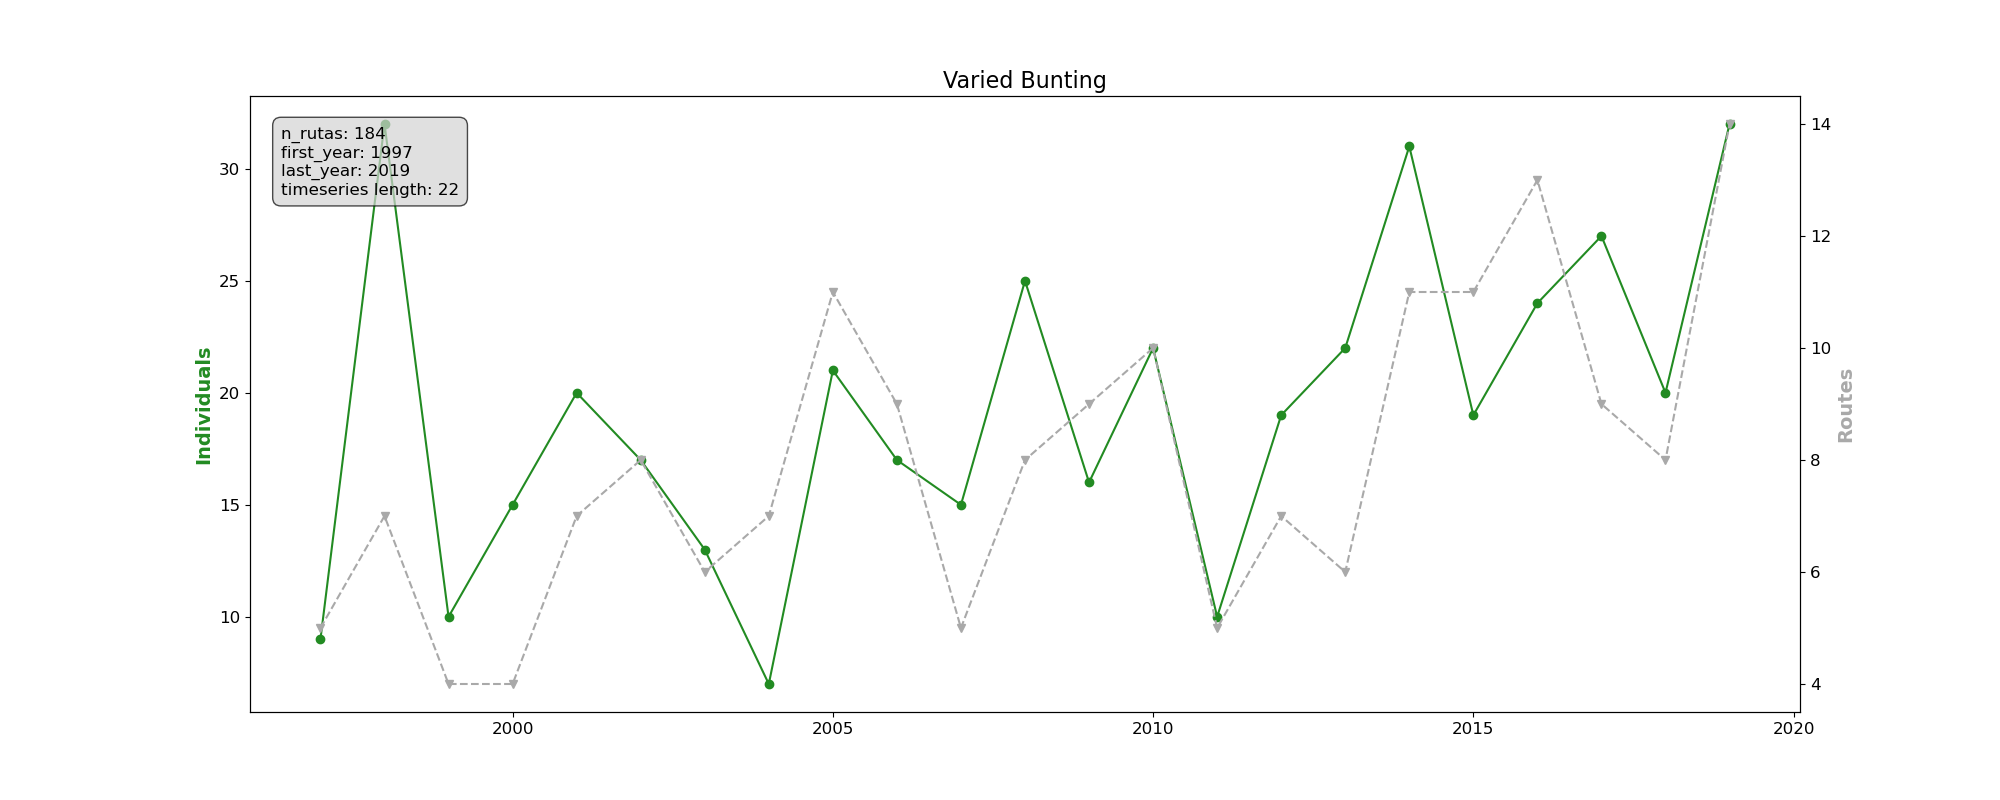 Varied Bunting
n_rutas: 184
first_year: 1997
last_year: 2019
timeseries length: 22
30
25
20
15
10
Individuals
14
12
10
8
6
4
Routes
2000
2005
2010
2015
2020